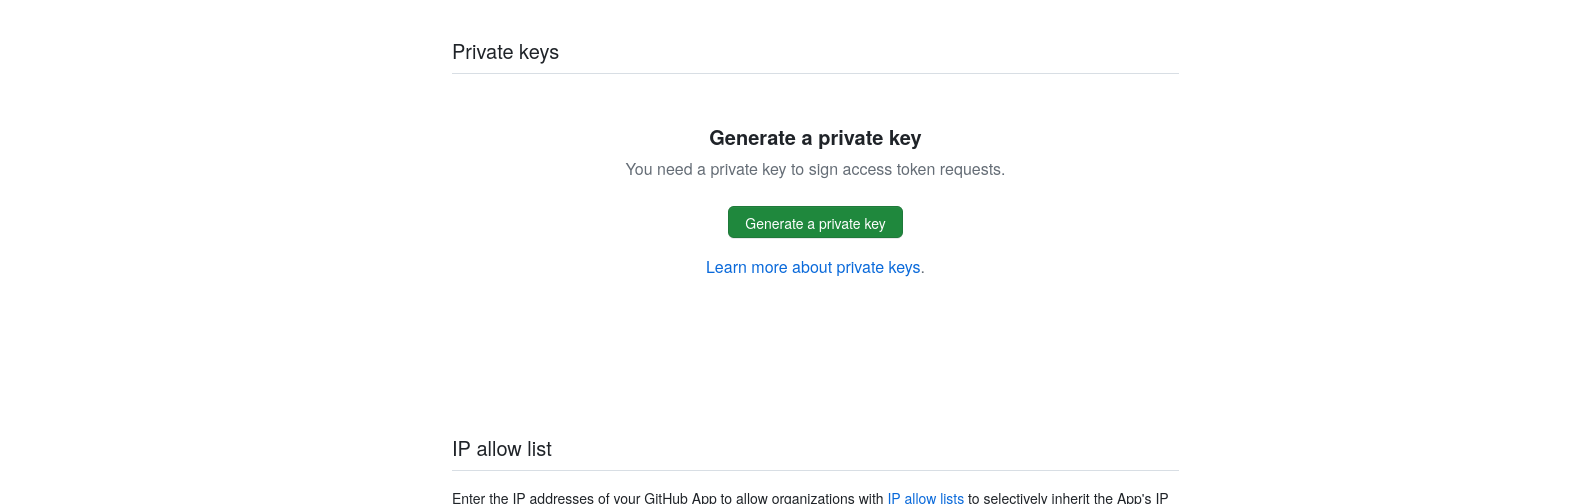 Private keys
Generate a private key
You need a private key to sign access token requests.
Generate a private key
Learn more about private keys.
IP allow list
Enter the IP addresses of your GitHub App to allow organizations with IP allow lists to selectively inherit the App's IP